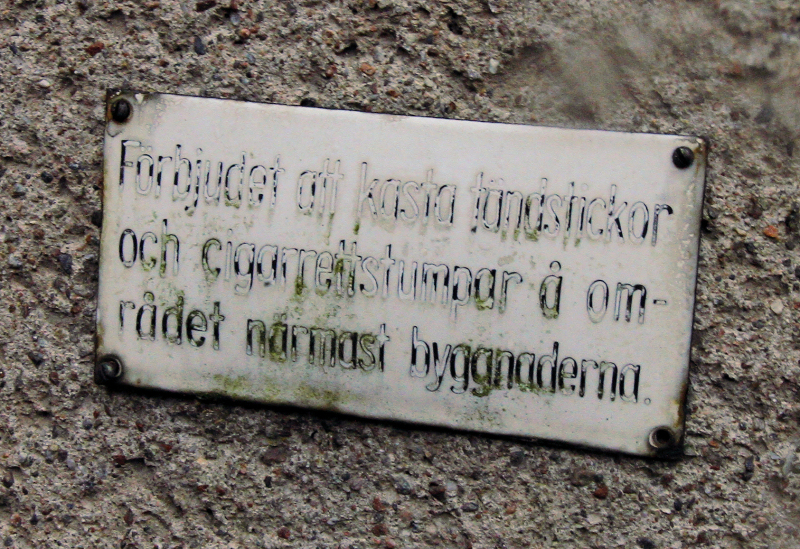 Förbjudet att kasta tändstickor
och cigarrettstumpar å om-
rådet närmast byggnaderna.